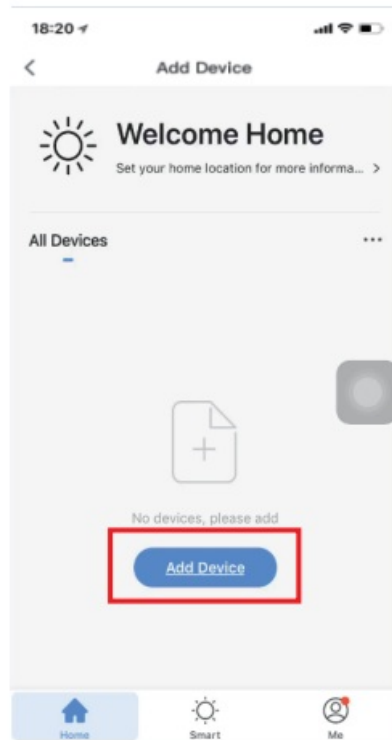 18:20
Add Device
Welcome Home
Set your home location for more informa... >
All Devices
No devices, please add
Add Device
Home
Smart
Me